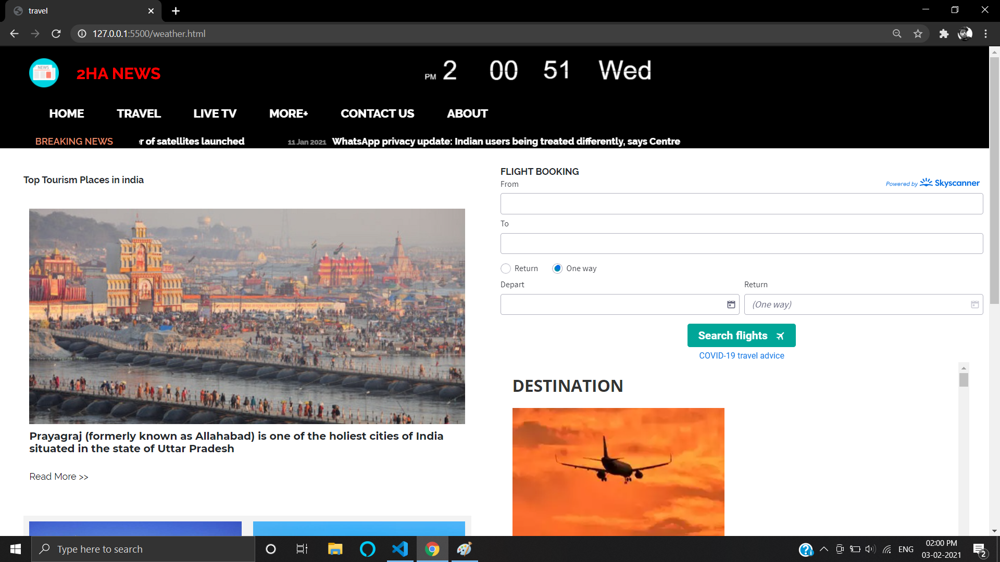 travel
127.0.0.1:5500/weather.html
NEWS
2HA NEWS
PM 2 00 51 Wed
HOME TRAVEL LIVE TV MORE+ CONTACT US ABOUT
BREAKING NEWS er of satellites launched 11 Jan 2021 WhatsApp privacy update: Indian users being treated differently, says Centre
Top Tourism Places in india
Prayagraj (formerly known as Allahabad) is one of the holiest cities of India
situated in the state of Uttar Pradesh
Read More >>
FLIGHT BOOKING
From
Powered by Skyscanner
To
Return One way
Depart Return
(One way)
Search flights
COVID-19 travel advice
DESTINATION
Type here to search
ENG
02:00 PM
03-02-2021
2